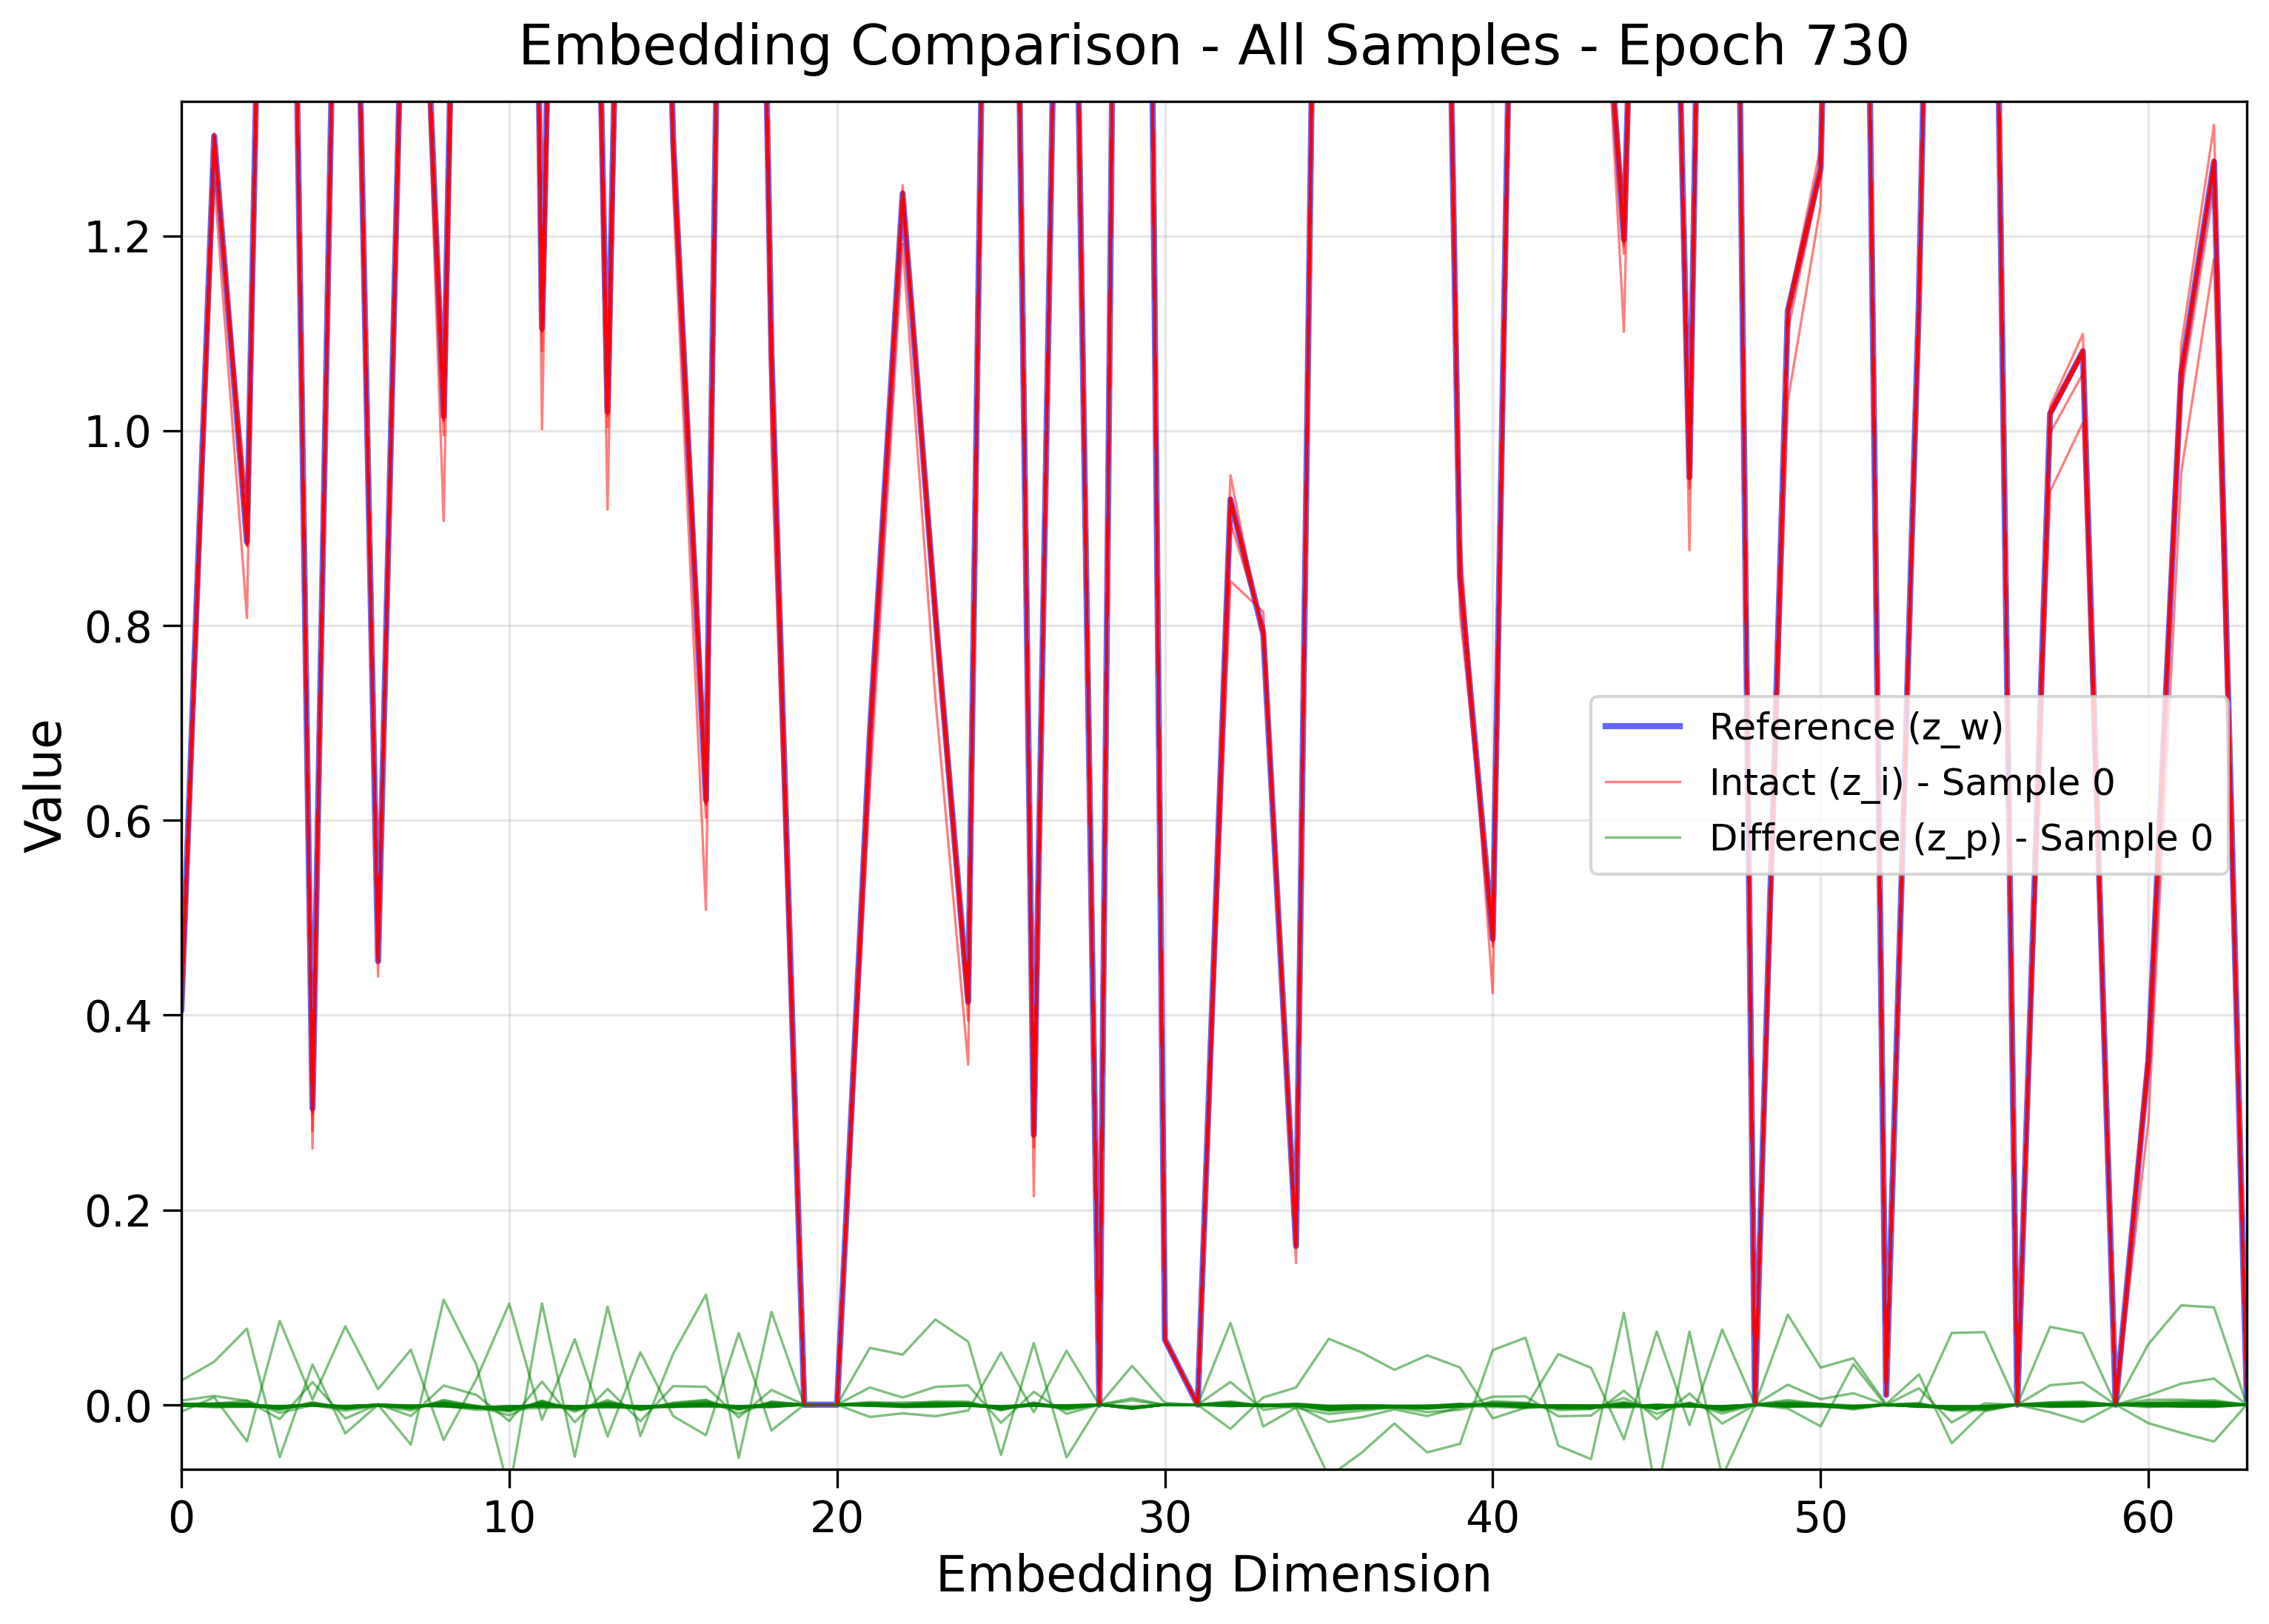 Embedding Comparison - All Samples - Epoch 730
Value
1.2
1.0
0.8
0.6
0.4
0.2
0.0
Reference (z_w)
Intact (z_i) - Sample 0
Difference (z_p) - Sample 0
0 10 20 30 40 50 60
Embedding Dimension